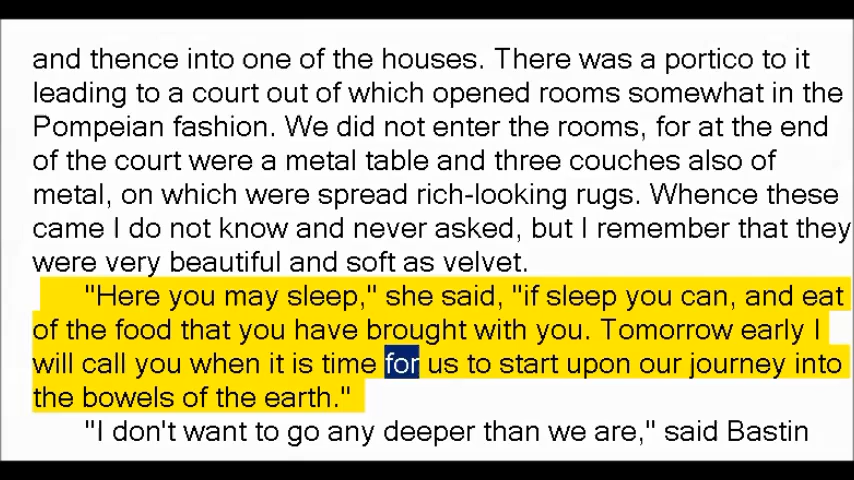 and thence into one of the houses. There was a portico to it
leading to a court out of which opened rooms somewhat in the
Pompeian fashion. We did not enter the rooms, for at the end
of the court were a metal table and three couches also of
metal, on which were spread rich-looking rugs. Whence these
came I do not know and never asked, but I remember that they
were very beautiful and soft as velvet.
"Here you may sleep," she said, "if sleep you can, and eat
of the food that you have brought with you. Tomorrow early I
will call you when it is time for us to start upon our journey into
the bowels of the earth."
"I don't want to go any deeper than we are," said Bastin